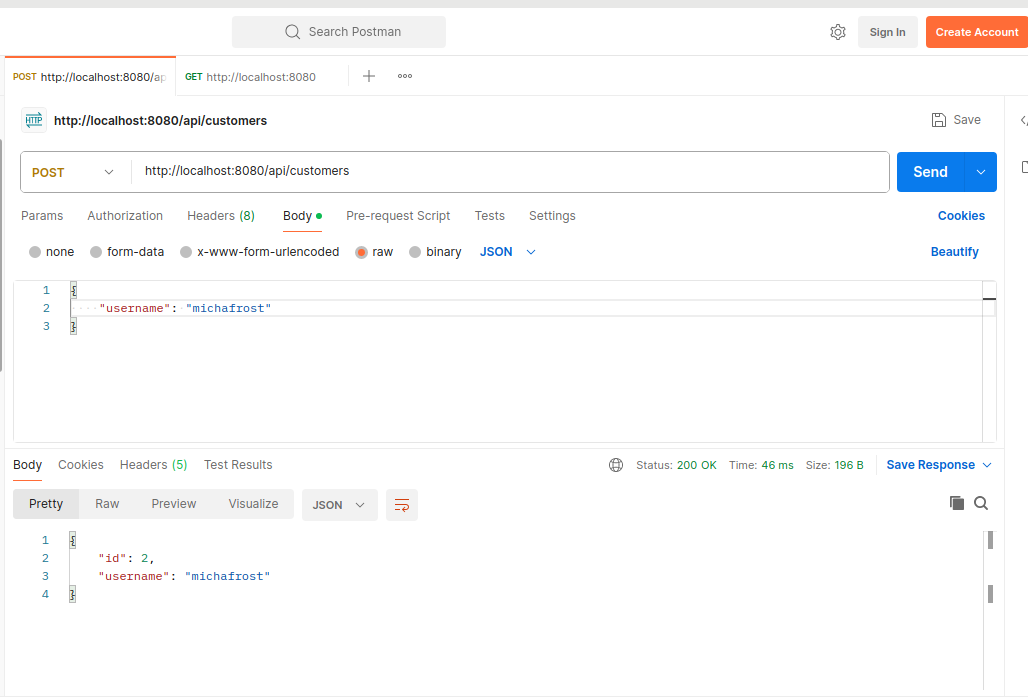 Search Postman
Sign In
Create Account
POST http://localhost:8080/ap
GET http://localhost:8080
HTTP http://localhost:8080/api/customers
Save
POST http://localhost:8080/api/customers
Send
Params Authorization Headers (8) Body Pre-request Script Tests Settings Cookies
none form-data x-www-form-urlencoded raw binary JSON Beautify
1 {
2 "username": "michafrost"
3 }
Body Cookies Headers (5) Test Results Status: 200 OK Time: 46 ms Size: 196 B Save Response
Pretty Raw Preview Visualize JSON
1 {
2 "id": 2,
3 "username": "michafrost"
4 }